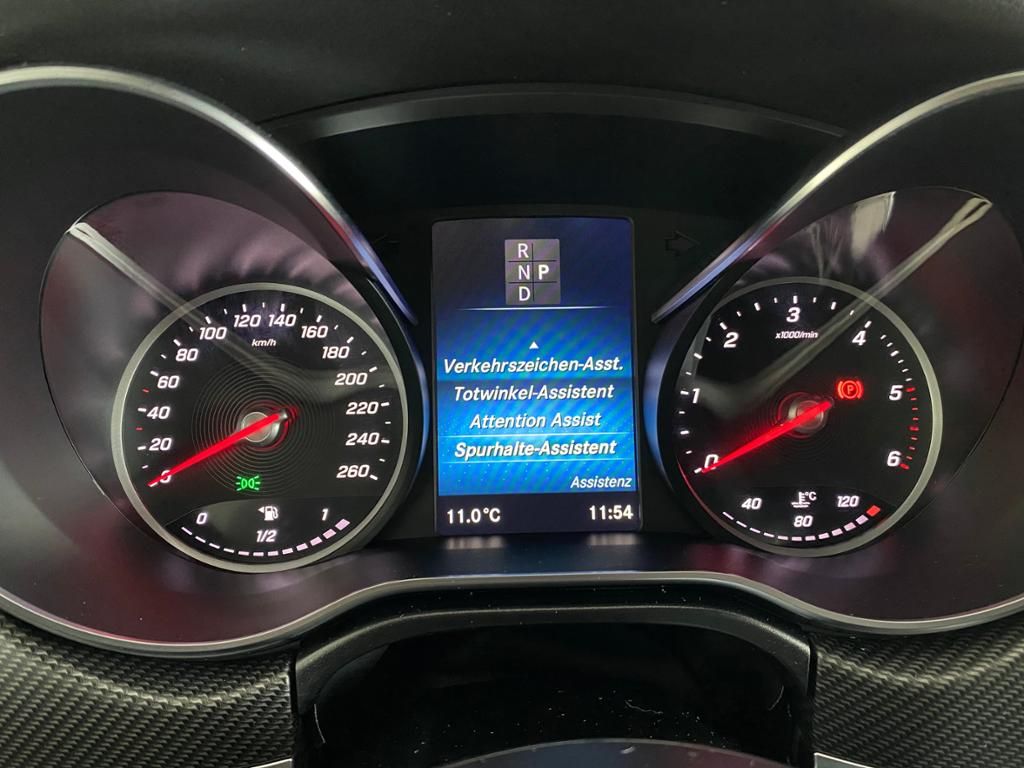 R
N P
D
Verkehrszeichen-Asst.
Totwinkel-Assistent
Attention Assist
Spurhalte-Assistent
Assistenz
11.0°C 11:54
0
20
40
60
80
100
120
140
160
180
200
220
240
260
km/h
0 1/2 1
0
1
2
3
4
5
6
x1000/min
P
40 80 120
°C